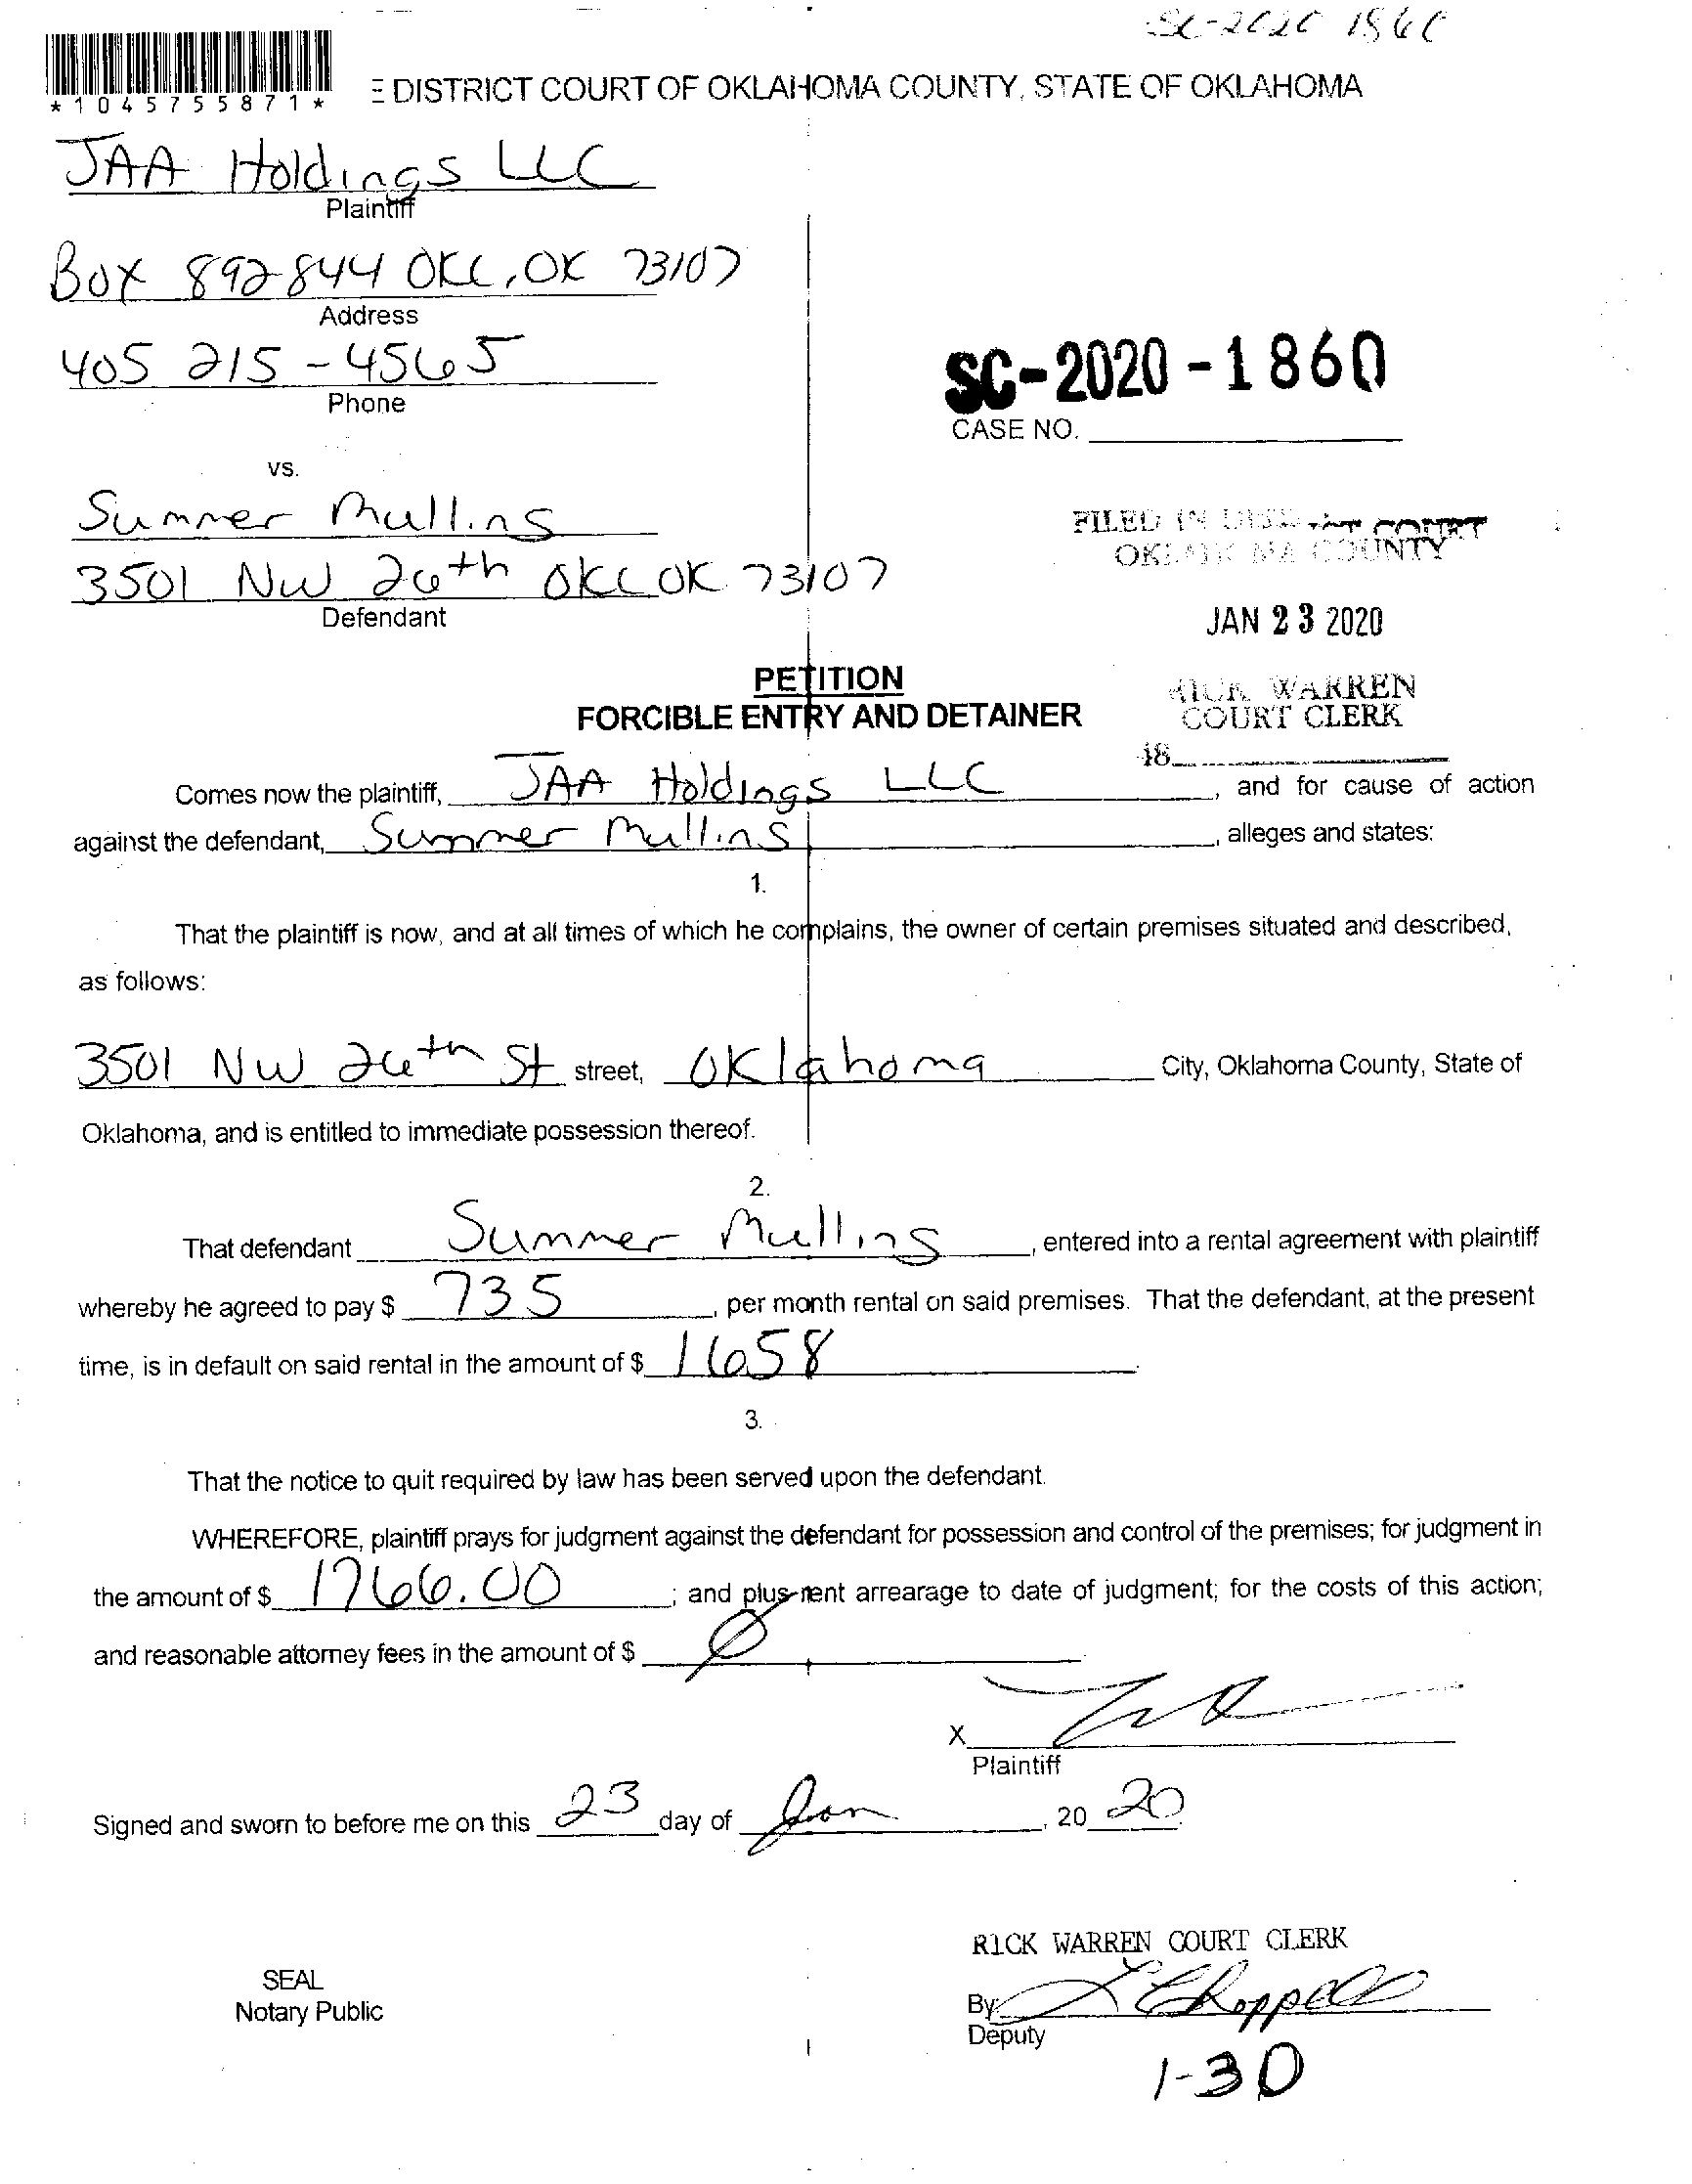 SC-2020 1860
*1045755871*
E DISTRICT COURT OF OKLAHOMA COUNTY, STATE OF OKLAHOMA
JAA Holdings LLC
Plaintiff
Box 892844 OKC, OK 73107
Address
405 215-4565
Phone
SC-2020-1860
CASE NO.
vs.
Summer Mullins
3501 NW 26th OKC OK 73107
Defendant
FILED IN COURT
OKLAHOMA COUNTY
JAN 23 2020
RICK WARREN
COURT CLERK
48
PETITION
FORCIBLE ENTRY AND DETAINER
Comes now the plaintiff, JAA Holdings LLC, and for cause of action
against the defendant, Summer Mullins, alleges and states:
1.
That the plaintiff is now, and at all times of which he complains, the owner of certain premises situated and described,
as follows:
3501 NW 26th St street, Oklahoma City, Oklahoma County, State of
Oklahoma, and is entitled to immediate possession thereof.
2.
That defendant Summer Mullins, entered into a rental agreement with plaintiff
whereby he agreed to pay $ 735, per month rental on said premises. That the defendant, at the present
time, is in default on said rental in the amount of $ 1658.
3.
That the notice to quit required by law has been served upon the defendant.
WHEREFORE, plaintiff prays for judgment against the defendant for possession and control of the premises; for judgment in
the amount of $ 1766.00; and plus rent arrearage to date of judgment; for the costs of this action;
and reasonable attorney fees in the amount of $ Ø.
X
Plaintiff
Signed and sworn to before me on this 23 day of Jan, 20 20.
RICK WARREN COURT CLERK
SEAL
Notary Public
By: L Chappell
Deputy
1-30